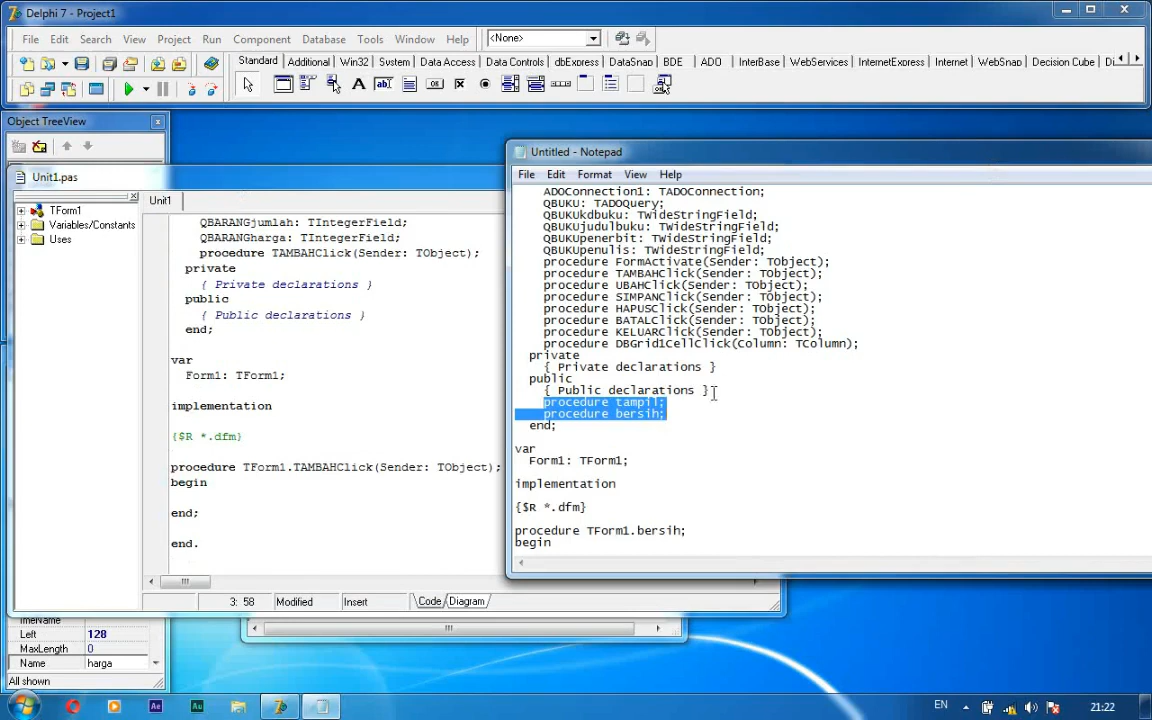 Delphi 7 - Project1
File Edit Search View Project Run Component Database Tools Window Help
<None>
Standard Additional Win32 System Data Access Data Controls dbExpress DataSnap BDE ADO InterBase WebServices InternetExpress Internet WebSnap Decision Cube
Object TreeView
Unit1.pas
TForm1
Variables/Constants
Uses
Unit1
QBARANGjumlah: TIntegerField;
QBARANGharga: TIntegerField;
procedure TAMBAHClick(Sender: TObject);
private
{ Private declarations }
public
{ Public declarations }
end;
var
Form1: TForm1;
implementation
{$R *.dfm}
procedure TForm1.TAMBAHClick(Sender: TObject);
begin
end;
end.
3: 58 Modified Insert Code Diagram
Untitled - Notepad
File Edit Format View Help
ADOConnection1: TADOConnection;
QBUKU: TADOQuery;
QBUKUkdbuku: TWideStringField;
QBUKUjudulbuku: TWideStringField;
QBUKUpenerbit: TWideStringField;
QBUKUpenulis: TWideStringField;
procedure FormActivate(Sender: TObject);
procedure TAMBAHClick(Sender: TObject);
procedure UBAHClick(Sender: TObject);
procedure SIMPANClick(Sender: TObject);
procedure HAPUSClick(Sender: TObject);
procedure BATALClick(Sender: TObject);
procedure KELUARClick(Sender: TObject);
procedure DBGrid1CellClick(Column: TColumn);
private
{ Private declarations }
public
{ Public declarations }
procedure tampil;
procedure bersih;
end;
var
Form1: TForm1;
implementation
{$R *.dfm}
procedure TForm1.bersih;
begin
Left 128
MaxLength 0
Name harga
All shown
EN 21:22